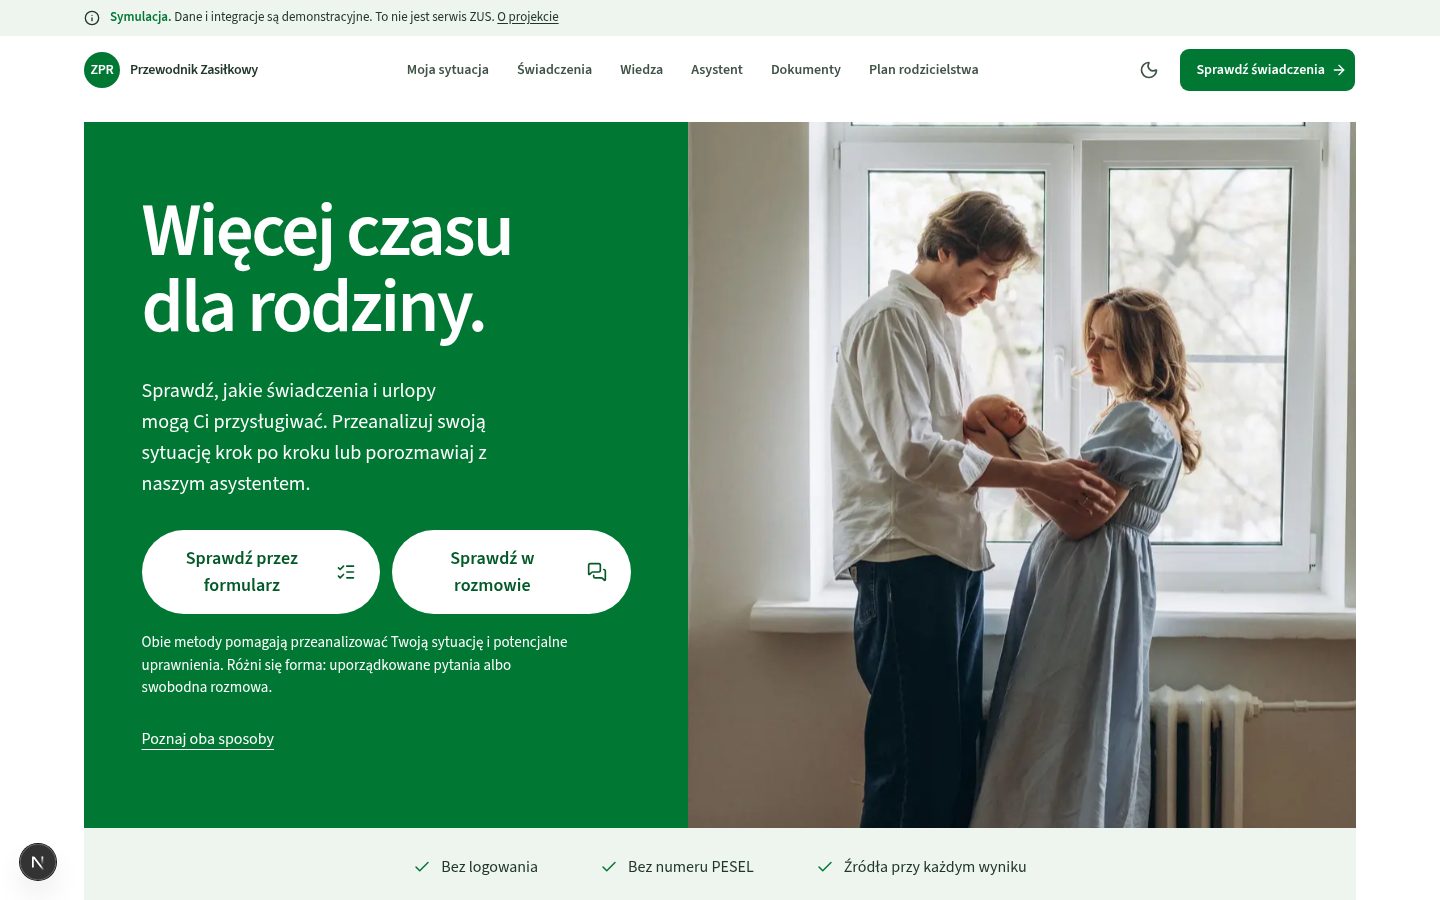 Symulacja. Dane i integracje są demonstracyjne. To nie jest serwis ZUS. O projekcie
ZPR Przewodnik Zasiłkowy
Moja sytuacja Świadczenia Wiedza Asystent Dokumenty Plan rodzicielstwa
Sprawdź świadczenia
Więcej czasu
dla rodziny.
Sprawdź, jakie świadczenia i urlopy
mogą Ci przysługiwać. Przeanalizuj swoją
sytuację krok po kroku lub porozmawiaj z
naszym asystentem.
Sprawdź przez
formularz
Sprawdź w
rozmowie
Obie metody pomagają przeanalizować Twoją sytuację i potencjalne
uprawnienia. Różni się forma: uporządkowane pytania albo
swobodna rozmowa.
Poznaj oba sposoby
N
Bez logowania
Bez numeru PESEL
Źródła przy każdym wyniku